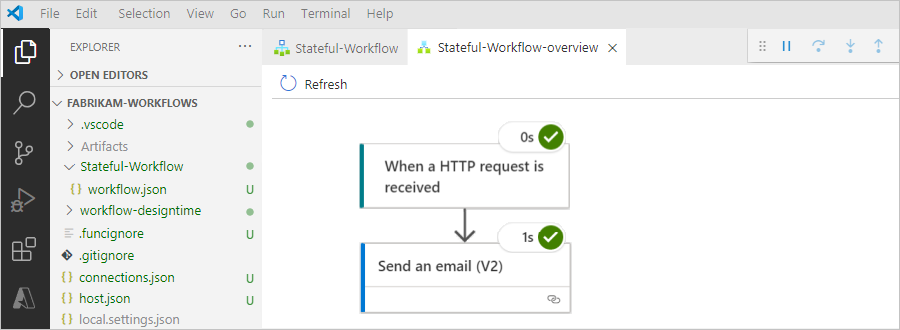 File Edit Selection View Go Run Terminal Help
EXPLORER ···
Stateful-Workflow
Stateful-Workflow-overview
OPEN EDITORS
FABRIKAM-WORKFLOWS
.vscode
Artifacts
Stateful-Workflow
{} workflow.json U
workflow-designtime
.funcignore U
.gitignore
{} connections.json U
{} host.json U
{} local.settings.json
Refresh
0s
When a HTTP request is
received
1s
Send an email (V2)